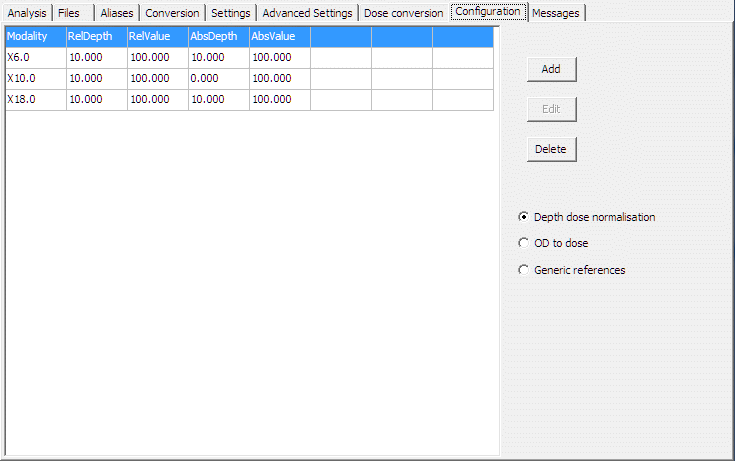 Analysis Files Aliases Conversion Settings Advanced Settings Dose conversion Configuration Messages
Modality RelDepth RelValue AbsDepth AbsValue
X6.0 10.000 100.000 10.000 100.000
X10.0 10.000 100.000 0.000 100.000
X18.0 10.000 100.000 10.000 100.000
Add
Edit
Delete
Depth dose normalisation
OD to dose
Generic references